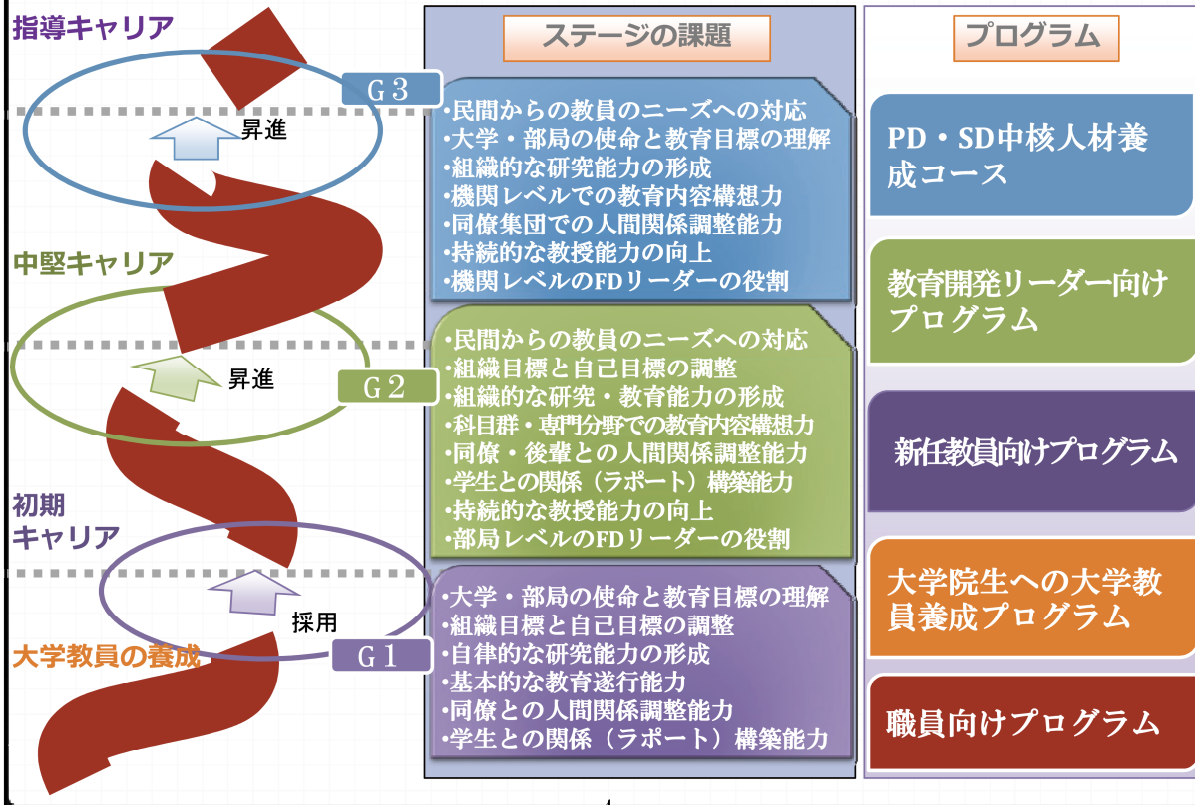 指導キャリア
G3
昇進
中堅キャリア
昇進
G2
初期
キャリア
採用
大学教員の養成
G1
ステージの課題
・民間からの教員のニーズへの対応
・大学・部局の使命と教育目標の理解
・組織的な研究能力の形成
・機関レベルでの教育内容構想力
・同僚集団での人間関係調整能力
・持続的な教授能力の向上
・機関レベルのFDリーダーの役割
・民間からの教員のニーズへの対応
・組織目標と自己目標の調整
・組織的な研究・教育能力の形成
・科目群・専門分野での教育内容構想力
・同僚・後輩との人間関係調整能力
・学生との関係（ラポート）構築能力
・持続的な教授能力の向上
・部局レベルのFDリーダーの役割
・大学・部局の使命と教育目標の理解
・組織目標と自己目標の調整
・自律的な研究能力の形成
・基本的な教育遂行能力
・同僚との人間関係調整能力
・学生との関係（ラポート）構築能力
プログラム
PD・SD中核人材養
成コース
教育開発リーダー向け
プログラム
新任教員向けプログラム
大学院生への大学教
員養成プログラム
職員向けプログラム